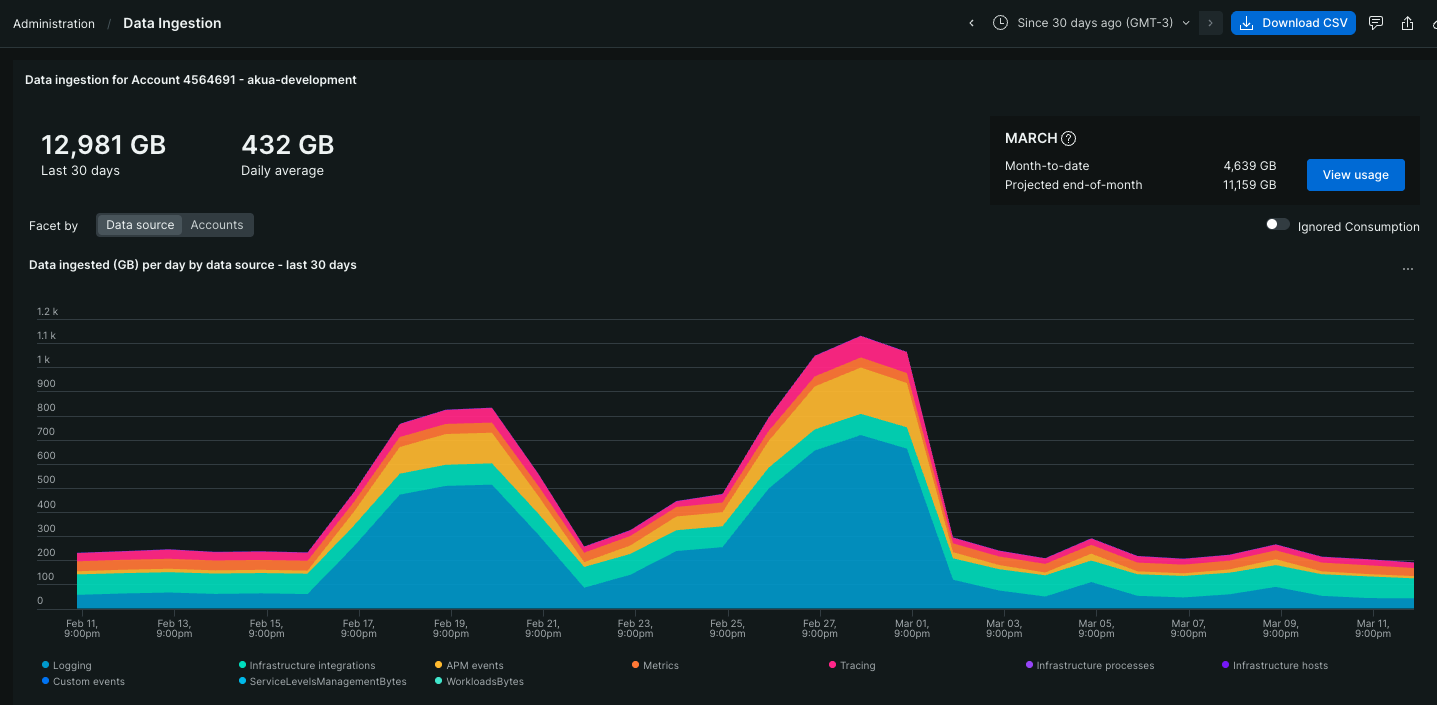 Administration / Data Ingestion
Since 30 days ago (GMT-3)
Download CSV
Data ingestion for Account 4564691 - akua-development
12,981 GB
Last 30 days
432 GB
Daily average
MARCH ?
Month-to-date 4,639 GB
Projected end-of-month 11,159 GB
View usage
Facet by Data source Accounts
Ignored Consumption
Data ingested (GB) per day by data source - last 30 days
...
1.2 k
1.1 k
1 k
900
800
700
600
500
400
300
200
100
0
Feb 11, 9:00pm
Feb 13, 9:00pm
Feb 15, 9:00pm
Feb 17, 9:00pm
Feb 19, 9:00pm
Feb 21, 9:00pm
Feb 23, 9:00pm
Feb 25, 9:00pm
Feb 27, 9:00pm
Mar 01, 9:00pm
Mar 03, 9:00pm
Mar 05, 9:00pm
Mar 07, 9:00pm
Mar 09, 9:00pm
Mar 11, 9:00pm
Logging
Infrastructure integrations
APM events
Metrics
Tracing
Infrastructure processes
Infrastructure hosts
Custom events
ServiceLevelsManagementBytes
WorkloadsBytes